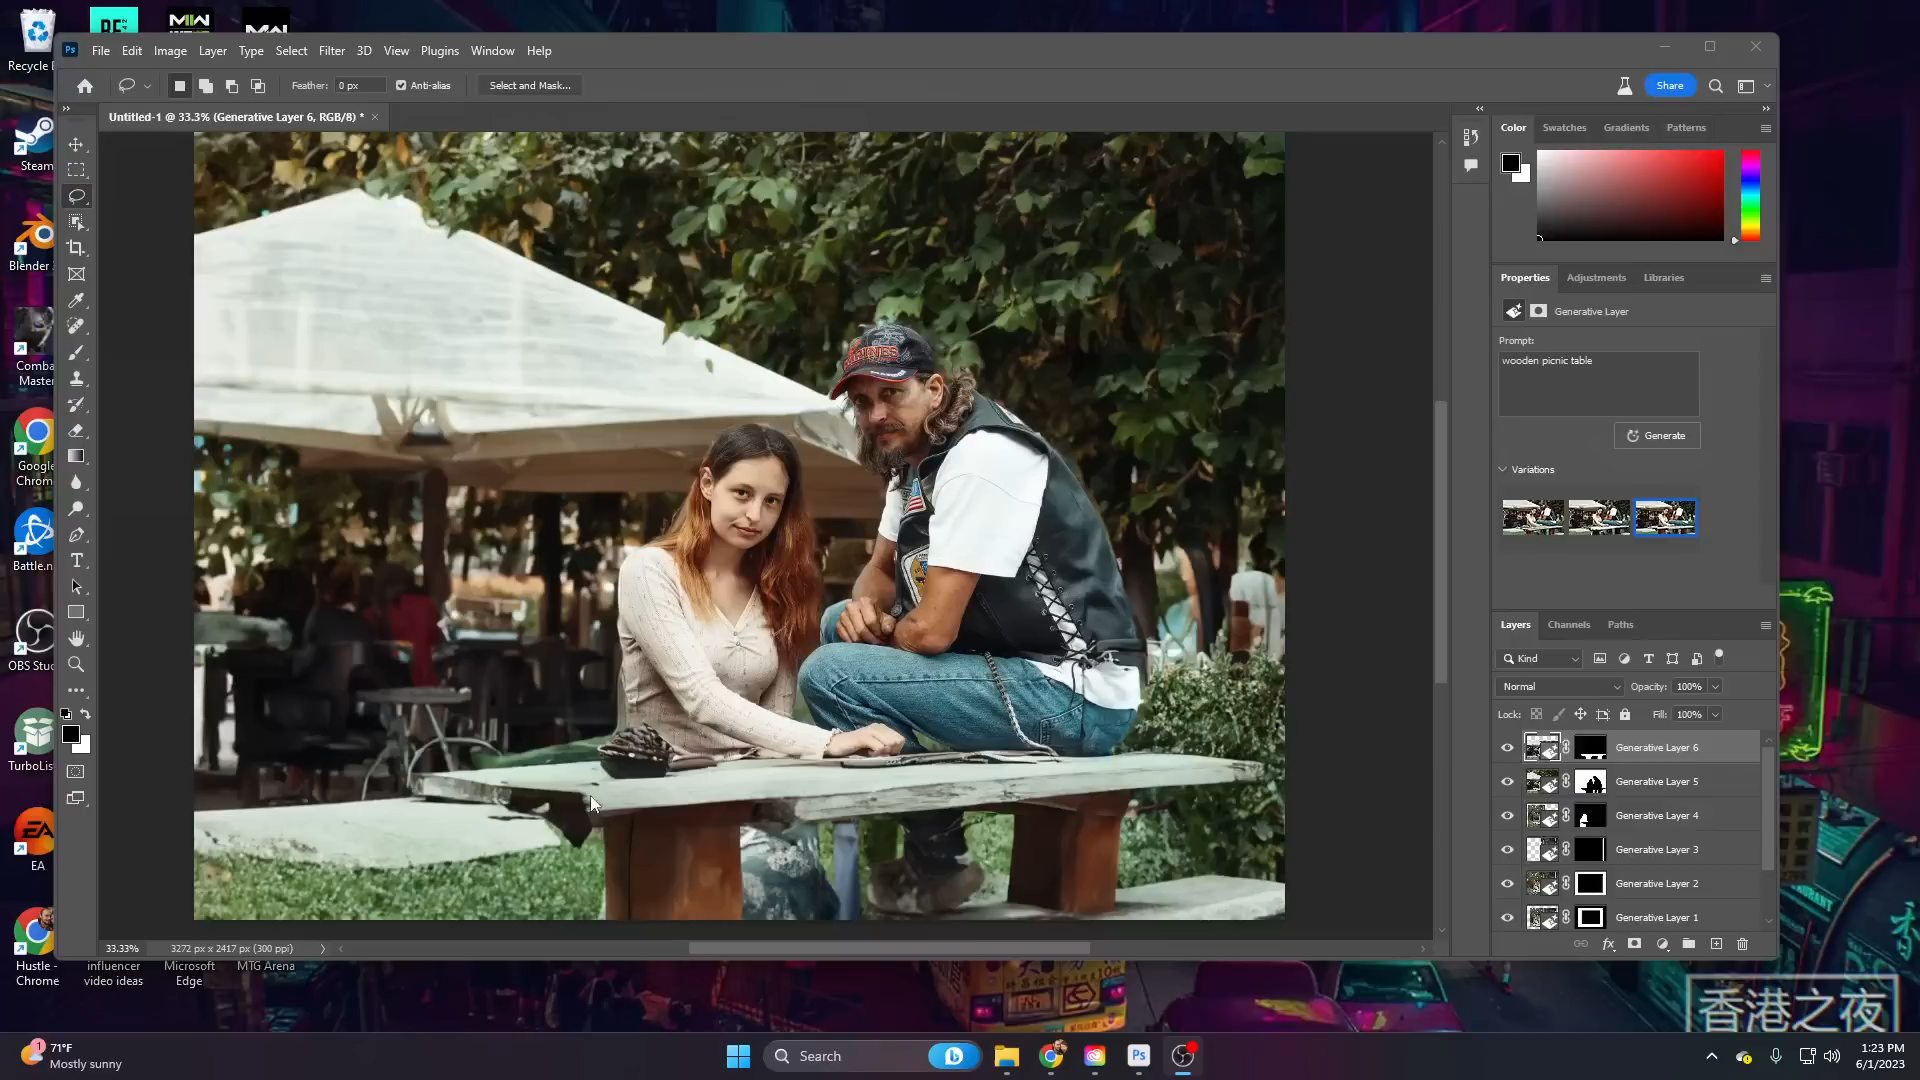 Recycle B
MW
MW
File Edit Image Layer Type Select Filter 3D View Plugins Window Help
Feather: 0 px Anti-alias Select and Mask... Share
Untitled-1 @ 33.3% (Generative Layer 6, RGB/8) * ×
Color Swatches Gradients Patterns
Properties Adjustments Libraries
Generative Layer
Prompt:
wooden picnic table
Generate
Variations
Layers Channels Paths
Kind
Normal Opacity: 100%
Lock: Fill: 100%
Generative Layer 6
Generative Layer 5
Generative Layer 4
Generative Layer 3
Generative Layer 2
Generative Layer 1
33.33% 3272 px x 2417 px (300 ppi)
Steam
Blender
Comba
Master
Google
Chrom
Battle.n
OBS Stud
TurboLis
EA
Hustle -
Chrome
influencer
video ideas
Microsoft
Edge
MTG Arena
香港之夜
71°F
Mostly sunny
Search
1:23 PM
6/1/2023